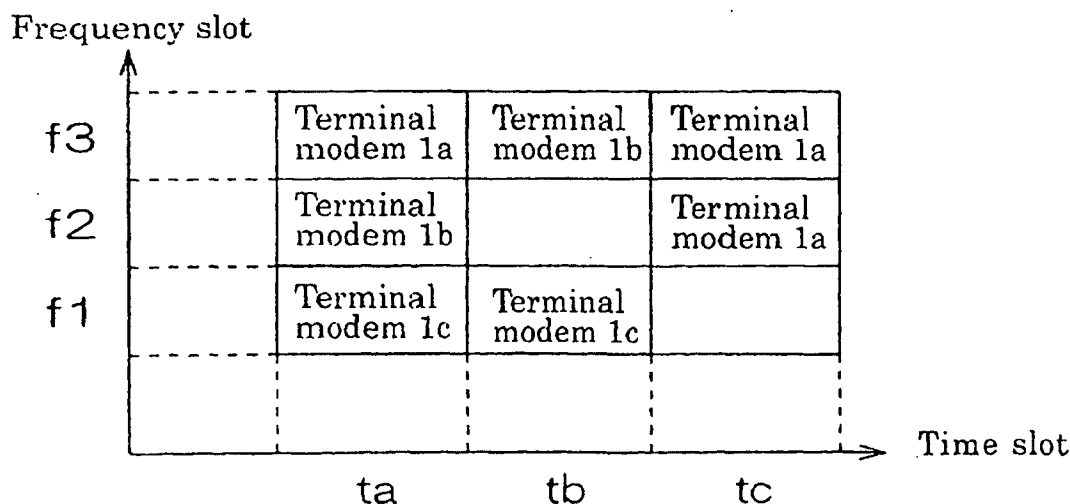 Frequency slot
f3
Terminal
modem 1a
Terminal
modem 1b
Terminal
modem 1a
f2
Terminal
modem 1b
Terminal
modem 1a
f1
Terminal
modem 1c
Terminal
modem 1c
Time slot
ta
tb
tc